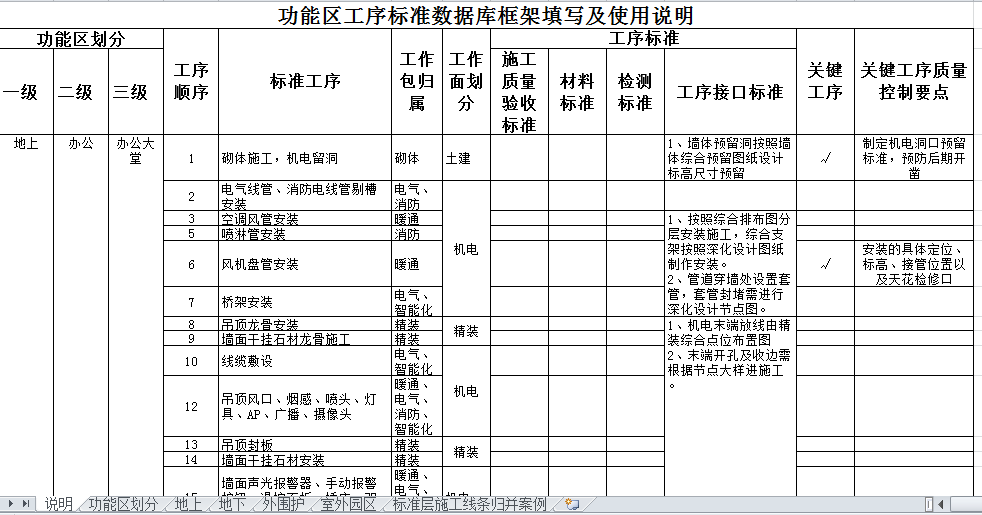 功能区工序标准数据库框架填写及使用说明
功能区划分
工序标准
一级
二级
三级
工序
顺序
标准工序
工作
包归
属
工作
面划
分
施工
质量
验收
标准
材料
标准
检测
标准
工序接口标准
关键
工序
关键工序质量
控制要点
地上
办公
办公大
堂
1
砌体施工，机电留洞
砌体
土建
1、墙体预留洞按照墙
体综合预留图纸设计
标高尺寸预留
√
制定机电洞口预留
标准，预防后期开
凿
2
电气线管、消防电线管剔槽
安装
电气、
消防
机电
3
空调风管安装
暖通
1、按照综合排布图分
层安装施工，综合支
架按照深化设计图纸
制作安装。
2、管道穿墙处设置套
管，套管封堵需进行
深化设计节点图。
5
喷淋管安装
消防
6
风机盘管安装
暖通
√
安装的具体定位、
标高、接管位置以
及天花检修口
7
桥架安装
电气、
智能化
8
吊顶龙骨安装
精装
精装
1、机电末端放线由精
装综合点位布置图
2、末端开孔及收边需
根据节点大样进施工
。
9
墙面干挂石材龙骨施工
精装
10
线缆敷设
电气、
智能化
机电
12
吊顶风口、烟感、喷头、灯
具、AP、广播、摄像头
暖通、
电气、
消防、
智能化
13
吊顶封板
精装
精装
14
墙面干挂石材安装
精装
墙面声光报警器、手动报警
暖通、
电气、
说明
功能区划分
地上
地下
外围护
室外园区
标准层施工线条归并案例